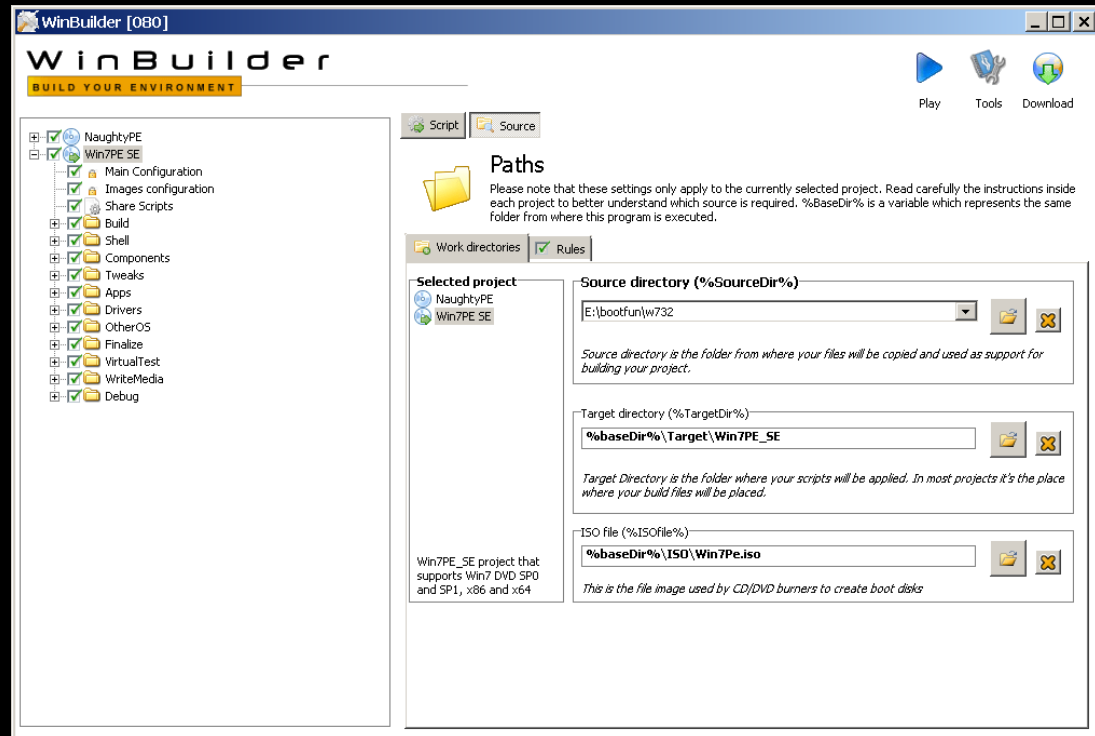 WinBuilder [080]
WinBuilder
BUILD YOUR ENVIRONMENT
Play
Tools
Download
NaughtyPE
Win7PE SE
Main Configuration
Images configuration
Share Scripts
Build
Shell
Components
Tweaks
Apps
Drivers
OtherOS
Finalize
VirtualTest
WriteMedia
Debug
Script
Source
Paths
Please note that these settings only apply to the currently selected project. Read carefully the instructions inside
each project to better understand which source is required. %BaseDir% is a variable which represents the same
folder from where this program is executed.
Work directories
Rules
Selected project
NaughtyPE
Win7PE SE
Win7PE_SE project that
supports Win7 DVD SP0
and SP1, x86 and x64
Source directory (%SourceDir%)
E:\bootfun\w732
Source directory is the folder from where your files will be copied and used as support for
building your project.
Target directory (%TargetDir%)
%baseDir%\Target\Win7PE_SE
Target Directory is the folder where your scripts will be applied. In most projects it's the place
where your build files will be placed.
ISO file (%ISOfile%)
%baseDir%\ISO\Win7Pe.iso
This is the file image used by CD/DVD burners to create boot disks